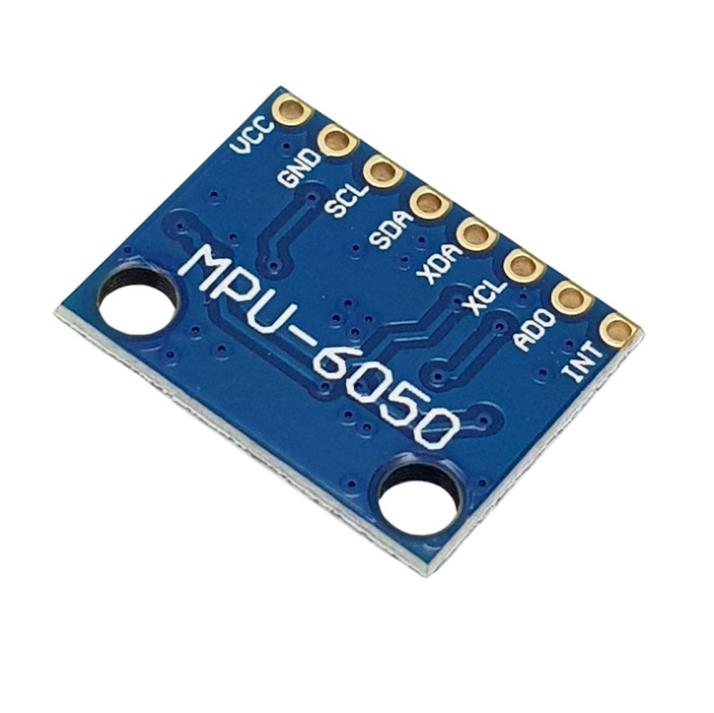 VCC
GND
SCL
SDA
XDA
XCL
ADO
INT
MPU-6050